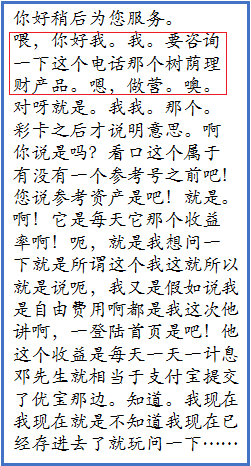 你好稍后为您服务。
喂，你好我。我。要咨询
一下这个电话那个树荫理
财产品。嗯，做营。噢。
对呀就是。我我。那个。
彩卡之后才说明意思。啊
你说是吗？看口这个属于
有没有一个参考号之前吧！
您说参考资产是吧！就是。
啊！它是每天它那个收益
率啊！呃，就是我想问一
下就是所谓这个我这就所以
就是说呢，我又是假如说我
是自由费用啊都是我这次他
讲啊，一登陆首页是吧！他
这个收益是每天一天一计息
邓先生就相当于支付宝提交
了优宝那边。知道。我现在
我现在就是不知道我现在已
经存进去了就玩问一下……